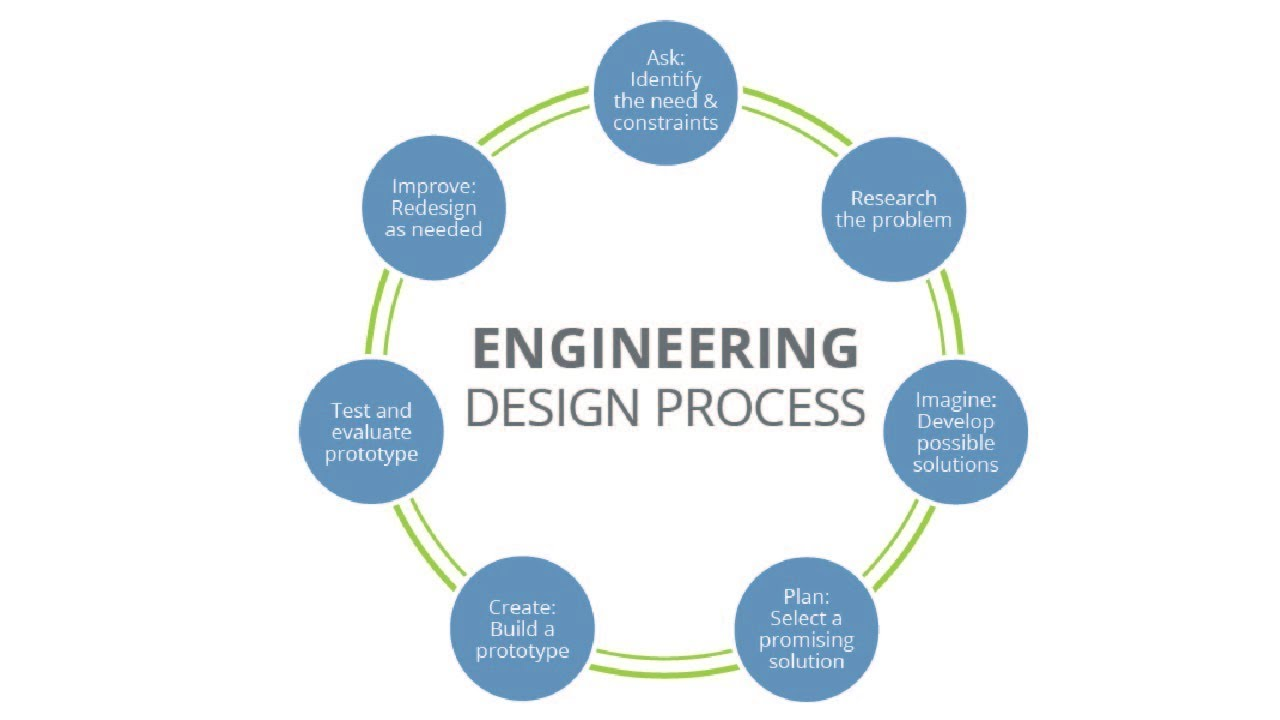 Ask:
Identify
the need &
constraints
Research
the problem
Imagine:
Develop
possible
solutions
Plan:
Select a
promising
solution
Create:
Build a
prototype
Test and
evaluate
prototype
Improve:
Redesign
as needed
ENGINEERING
DESIGN PROCESS